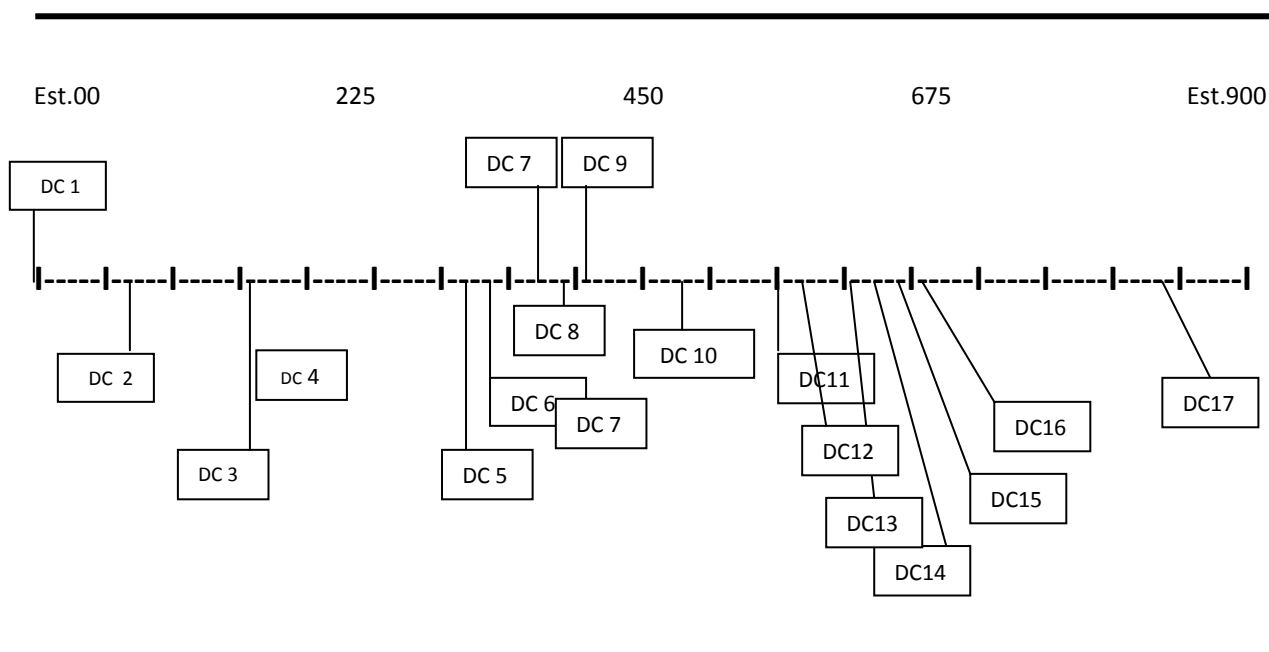 Est.00 225 450 675 Est.900
DC 7 DC 9
DC 1
DC 8
DC 10
DC 2 DC 4 DC11
DC 6 DC17
DC 7 DC16
DC12
DC 3 DC 5
DC15
DC13
DC14